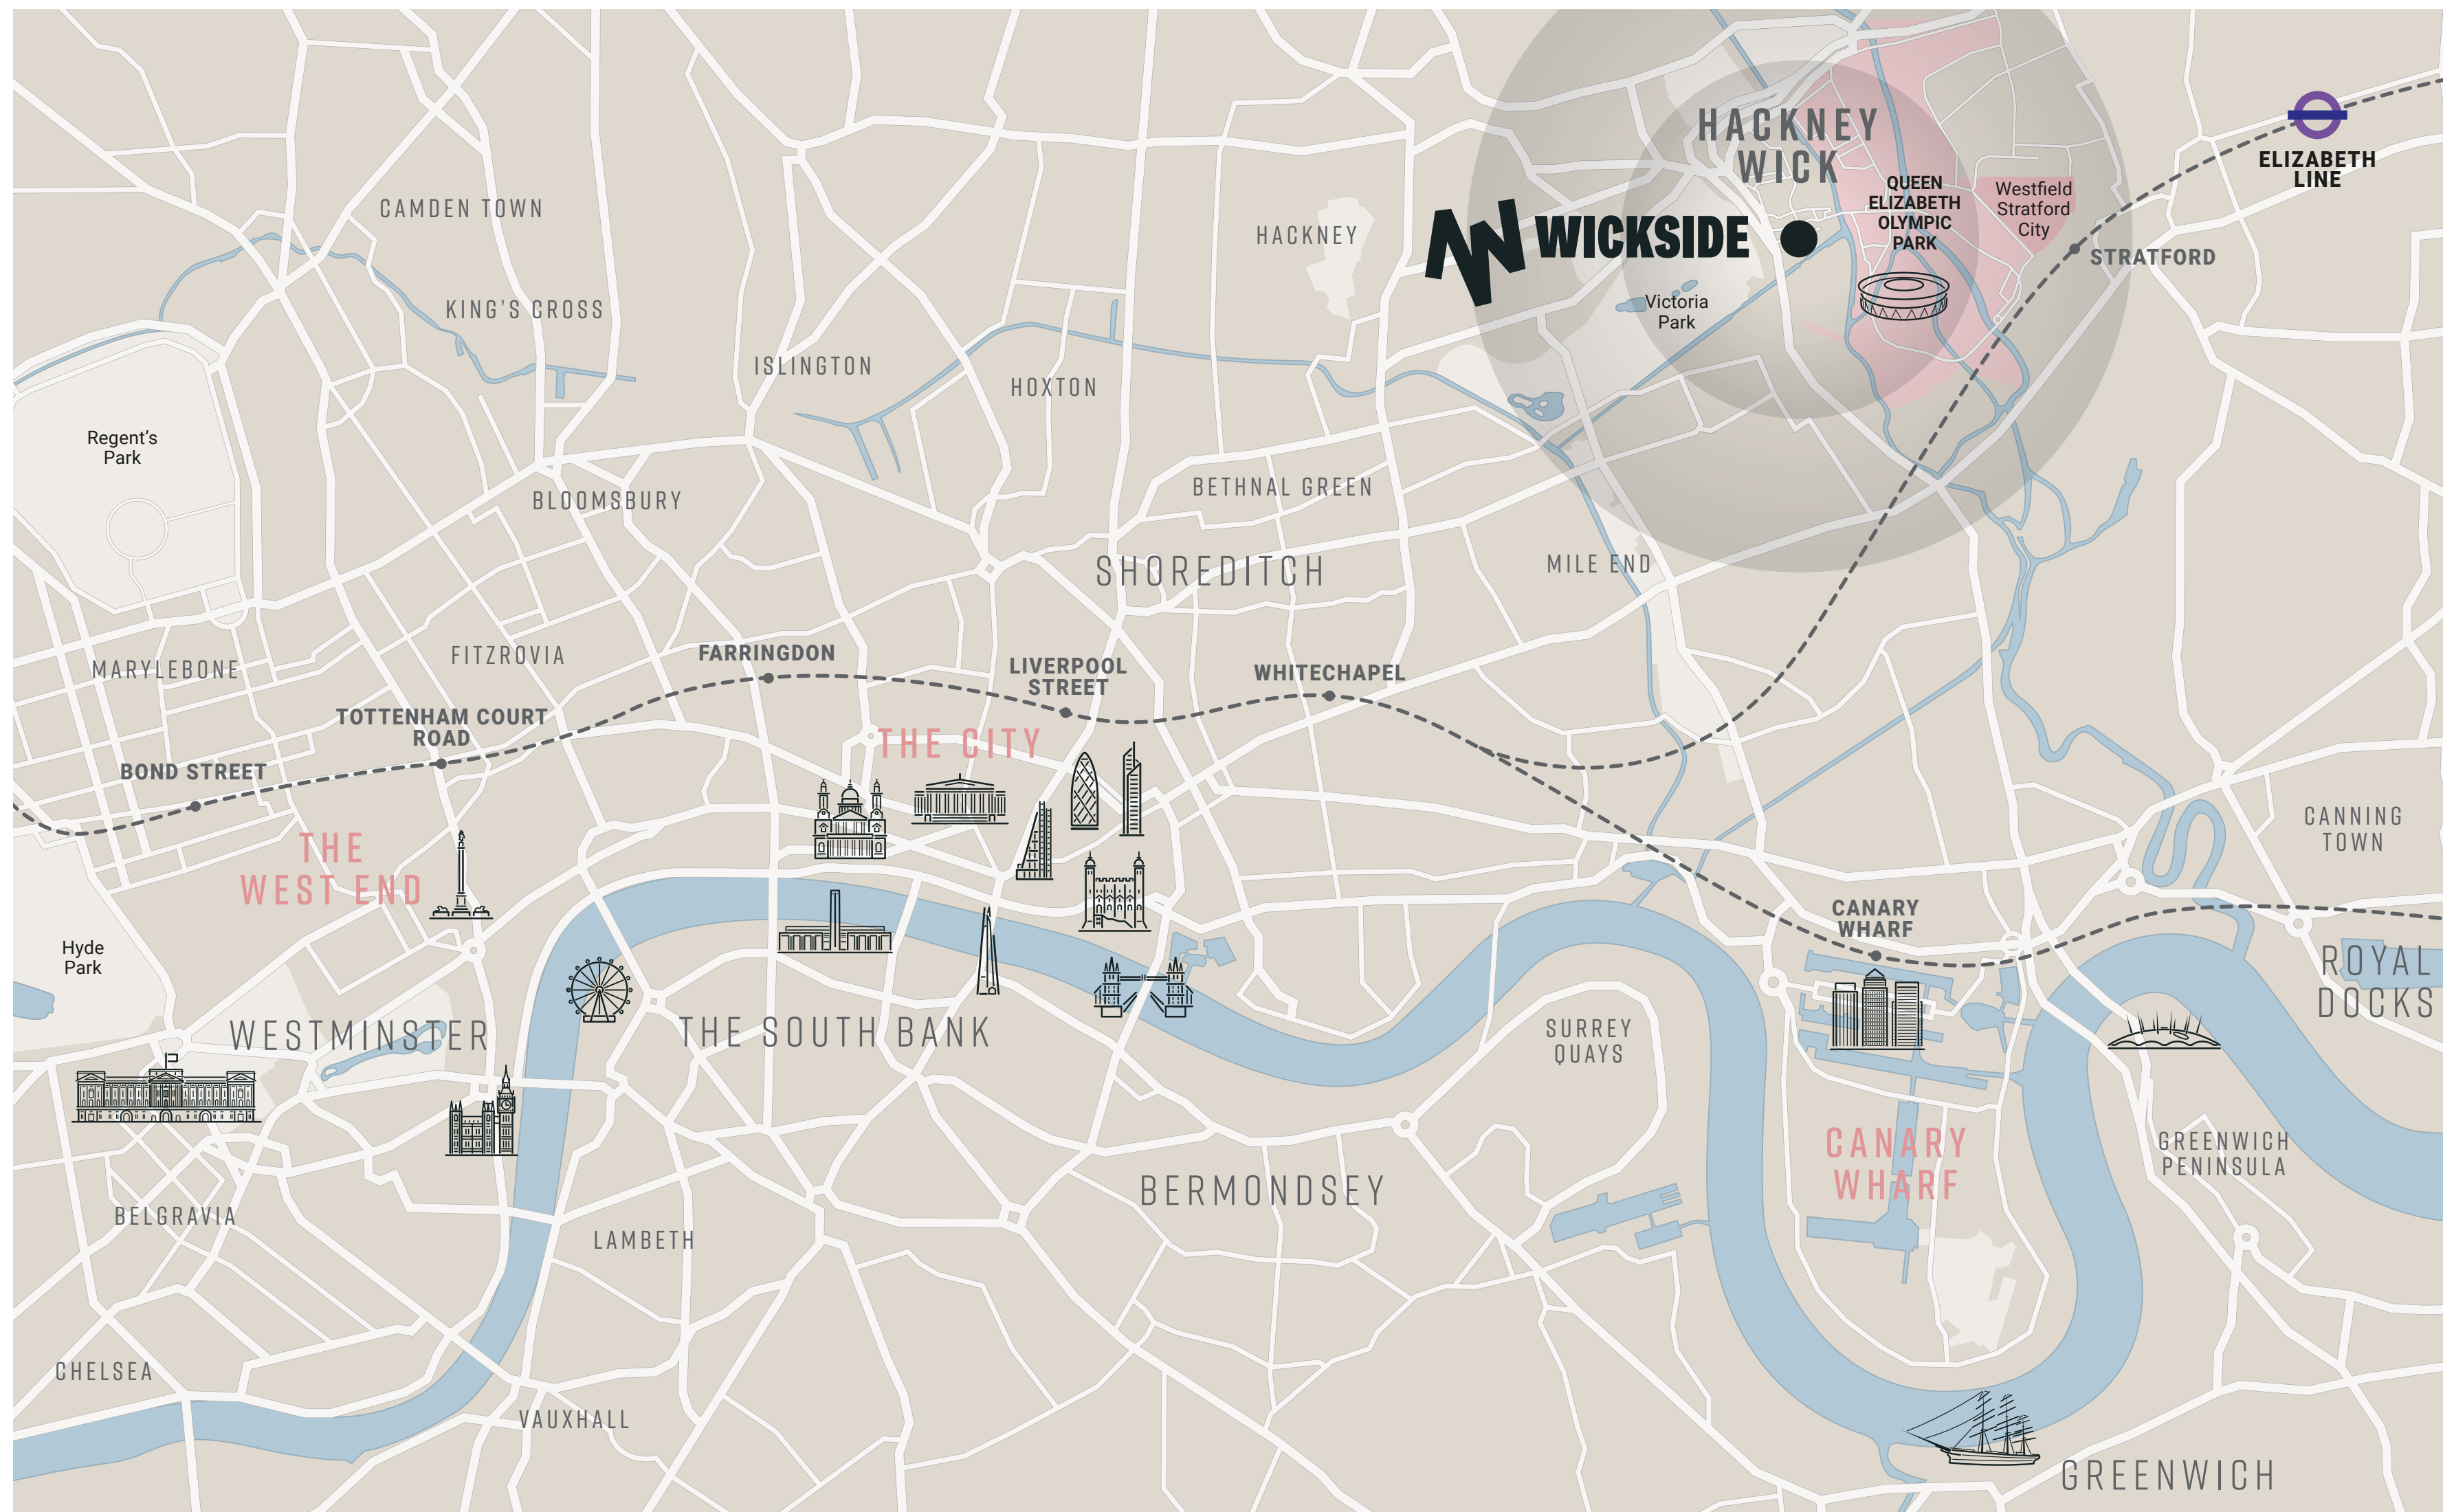 HACKNEY
WICK
ELIZABETH
LINE
QUEEN
ELIZABETH
OLYMPIC
PARK
Westfield
Stratford
City
CAMDEN TOWN
HACKNEY
WICKSIDE
STRATFORD
KING'S CROSS
Victoria
Park
ISLINGTON
HOXTON
Regent's
Park
BLOOMSBURY
BETHNAL GREEN
SHOREDITCH
MILE END
MARYLEBONE
FITZROVIA
FARRINGDON
LIVERPOOL
STREET
WHITECHAPEL
TOTTENHAM COURT
ROAD
THE CITY
BOND STREET
CANNING
TOWN
THE
WEST END
CANARY
WHARF
Hyde
Park
ROYAL
DOCKS
WESTMINSTER
THE SOUTH BANK
SURREY
QUAYS
CANARY
WHARF
GREENWICH
PENINSULA
BERMONDSEY
BELGRAVIA
LAMBETH
CHELSEA
VAUXHALL
GREENWICH